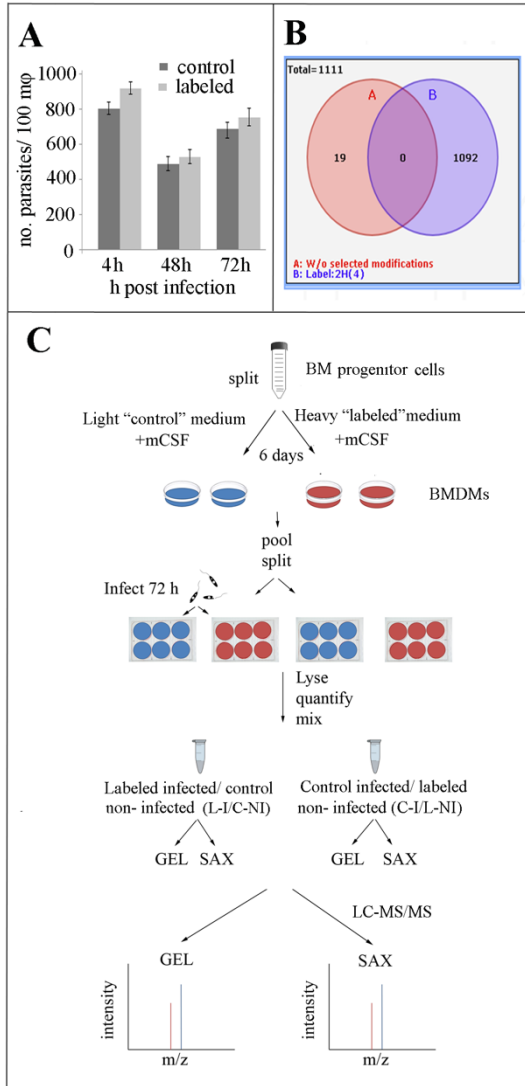 A
control
labeled
no. parasites/ 100 mφ
1000
800
600
400
200
0
4h 48h 72h
h post infection
B
Total=1111
A B
19 0 1092
A: W/o selected modifications
B: Label:2H(4)
C
split
BM progenitor cells
Light “control” medium
+mCSF
Heavy “labeled”medium
+mCSF
6 days
BMDMs
pool
split
Infect 72 h
Lyse
quantify
mix
Labeled infected/ control
non- infected (L-I/C-NI)
Control infected/ labeled
non- infected (C-I/L-NI)
GEL SAX
GEL SAX
LC-MS/MS
GEL
intensity
m/z
SAX
intensity
m/z